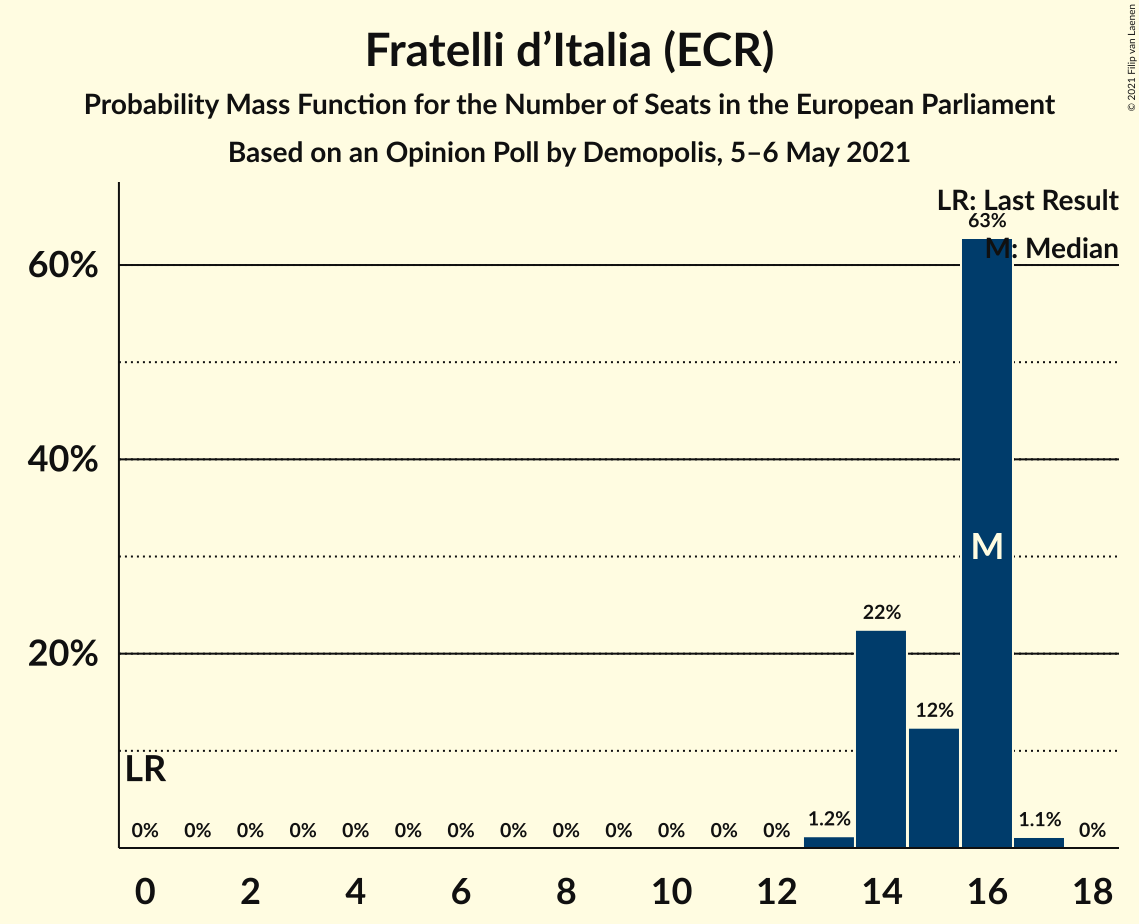 Fratelli d’Italia (ECR)
Probability Mass Function for the Number of Seats in the European Parliament
Based on an Opinion Poll by Demopolis, 5–6 May 2021
© 2021 Filip van Laenen
LR: Last Result
M: Median
63%
60%
40%
M
22%
20%
12%
LR
0% 0% 0% 0% 0% 0% 0% 0% 0% 0% 0% 0% 0% 1.2% 1.1% 0%
0 2 4 6 8 10 12 14 16 18